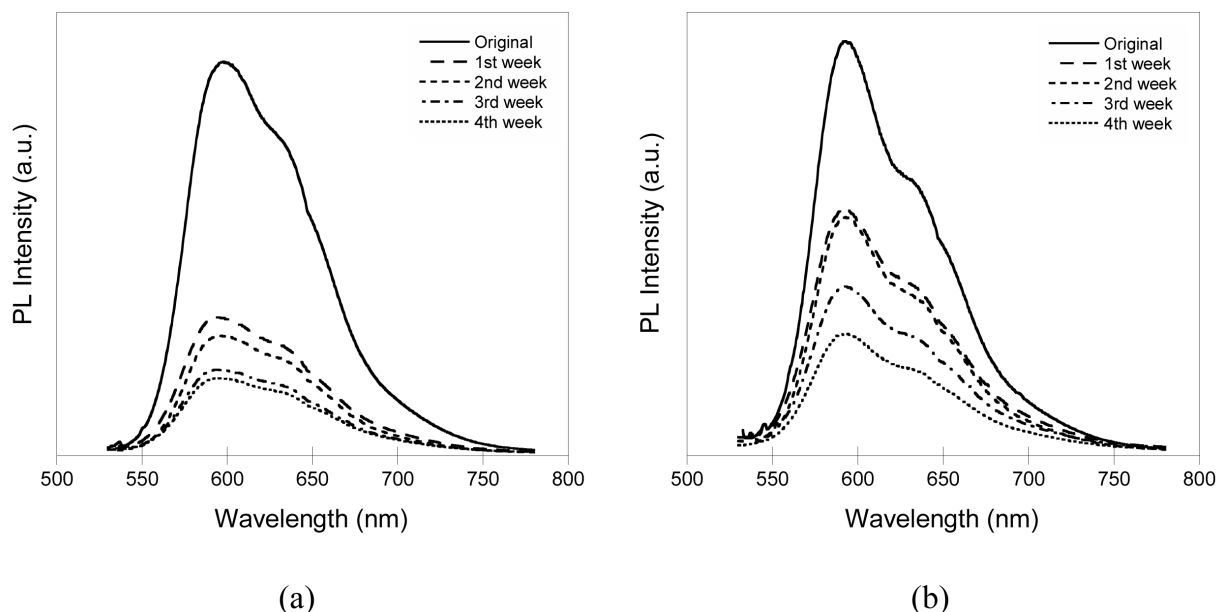 Original
1st week
2nd week
3rd week
4th week
PL Intensity (a.u.)
500 550 600 650 700 750 800
Wavelength (nm)
(a)
Original
1st week
2nd week
3rd week
4th week
PL Intensity (a.u.)
500 550 600 650 700 750 800
Wavelength (nm)
(b)